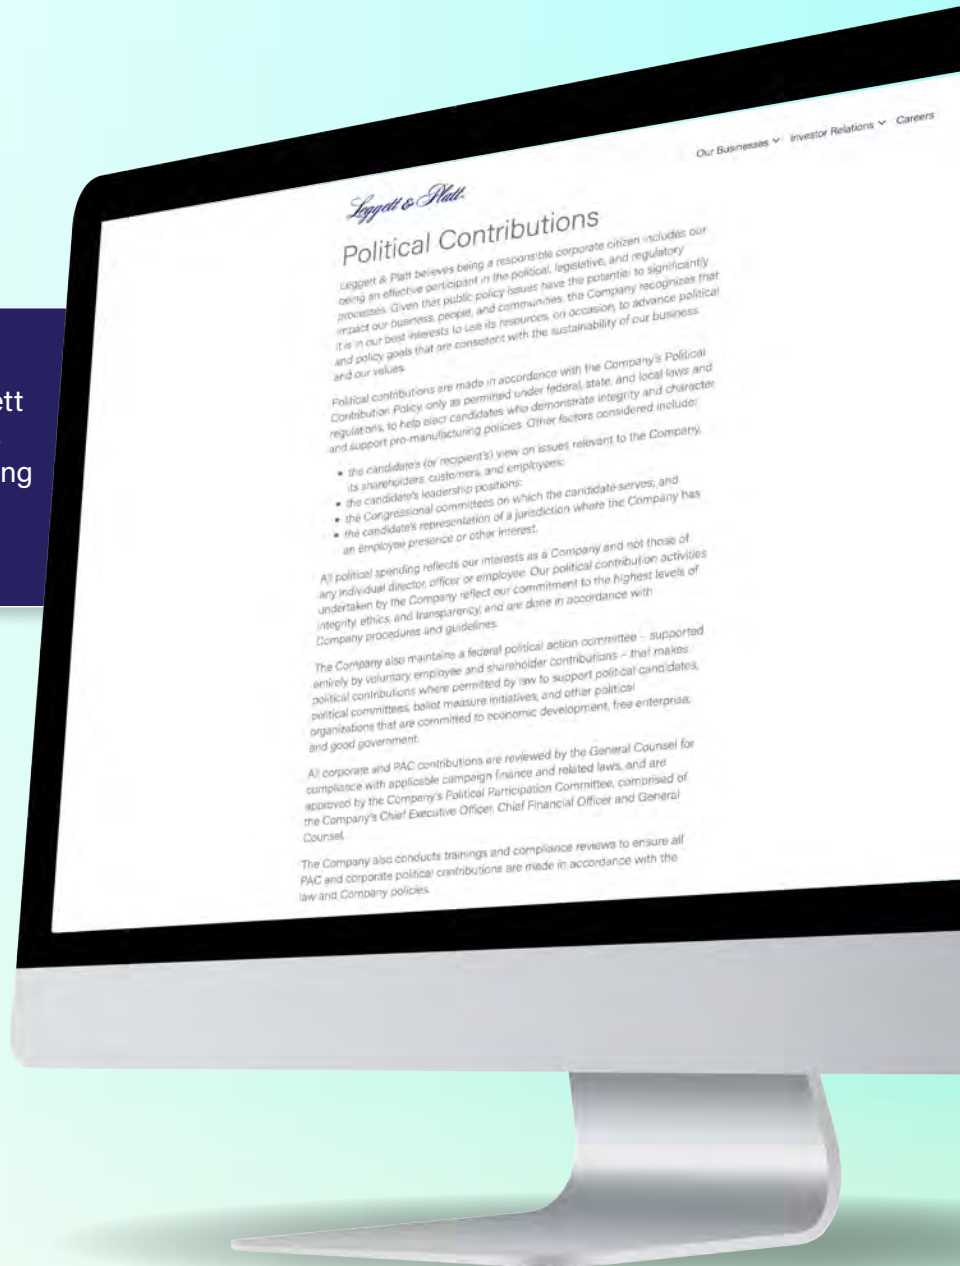 ett
ng
Our Businesses Investor Relations Careers
Leggett & Platt.
Political Contributions
Leggett & Platt believes being a responsible corporate citizen includes our
being an effective participant in the political, legislative, and regulatory
processes. Given that public policy issues have the potential to significantly
impact our business, people, and communities, the Company recognizes that
it is in our best interests to use its resources, on occasion, to advance political
and policy goals that are consistent with the sustainability of our business
and our values.
Political contributions are made in accordance with the Company's Political
Contribution Policy, only as permitted under federal, state, and local laws and
regulations, to help elect candidates who demonstrate integrity and character
and support pro-manufacturing policies. Other factors considered include:
• the candidate's (or recipient's) view on issues relevant to the Company,
its shareholders, customers, and employees;
• the candidate's leadership positions;
• the Congressional committees on which the candidate serves; and
• the candidate's representation of a jurisdiction where the Company has
an employee presence or other interest.
All political spending reflects our interests as a Company and not those of
any individual director, officer or employee. Our political contribution activities
undertaken by the Company reflect our commitment to the highest levels of
integrity, ethics, and transparency, and are done in accordance with
Company procedures and guidelines.
The Company also maintains a federal political action committee – supported
entirely by voluntary employee and shareholder contributions – that makes
political contributions where permitted by law to support political candidates,
political committees, ballot measure initiatives, and other political
organizations that are committed to economic development, free enterprise,
and good government.
All corporate and PAC contributions are reviewed by the General Counsel for
compliance with applicable campaign finance and related laws, and are
approved by the Company's Political Participation Committee, comprised of
the Company's Chief Executive Officer, Chief Financial Officer and General
Counsel.
The Company also conducts trainings and compliance reviews to ensure all
PAC and corporate political contributions are made in accordance with the
law and Company policies.